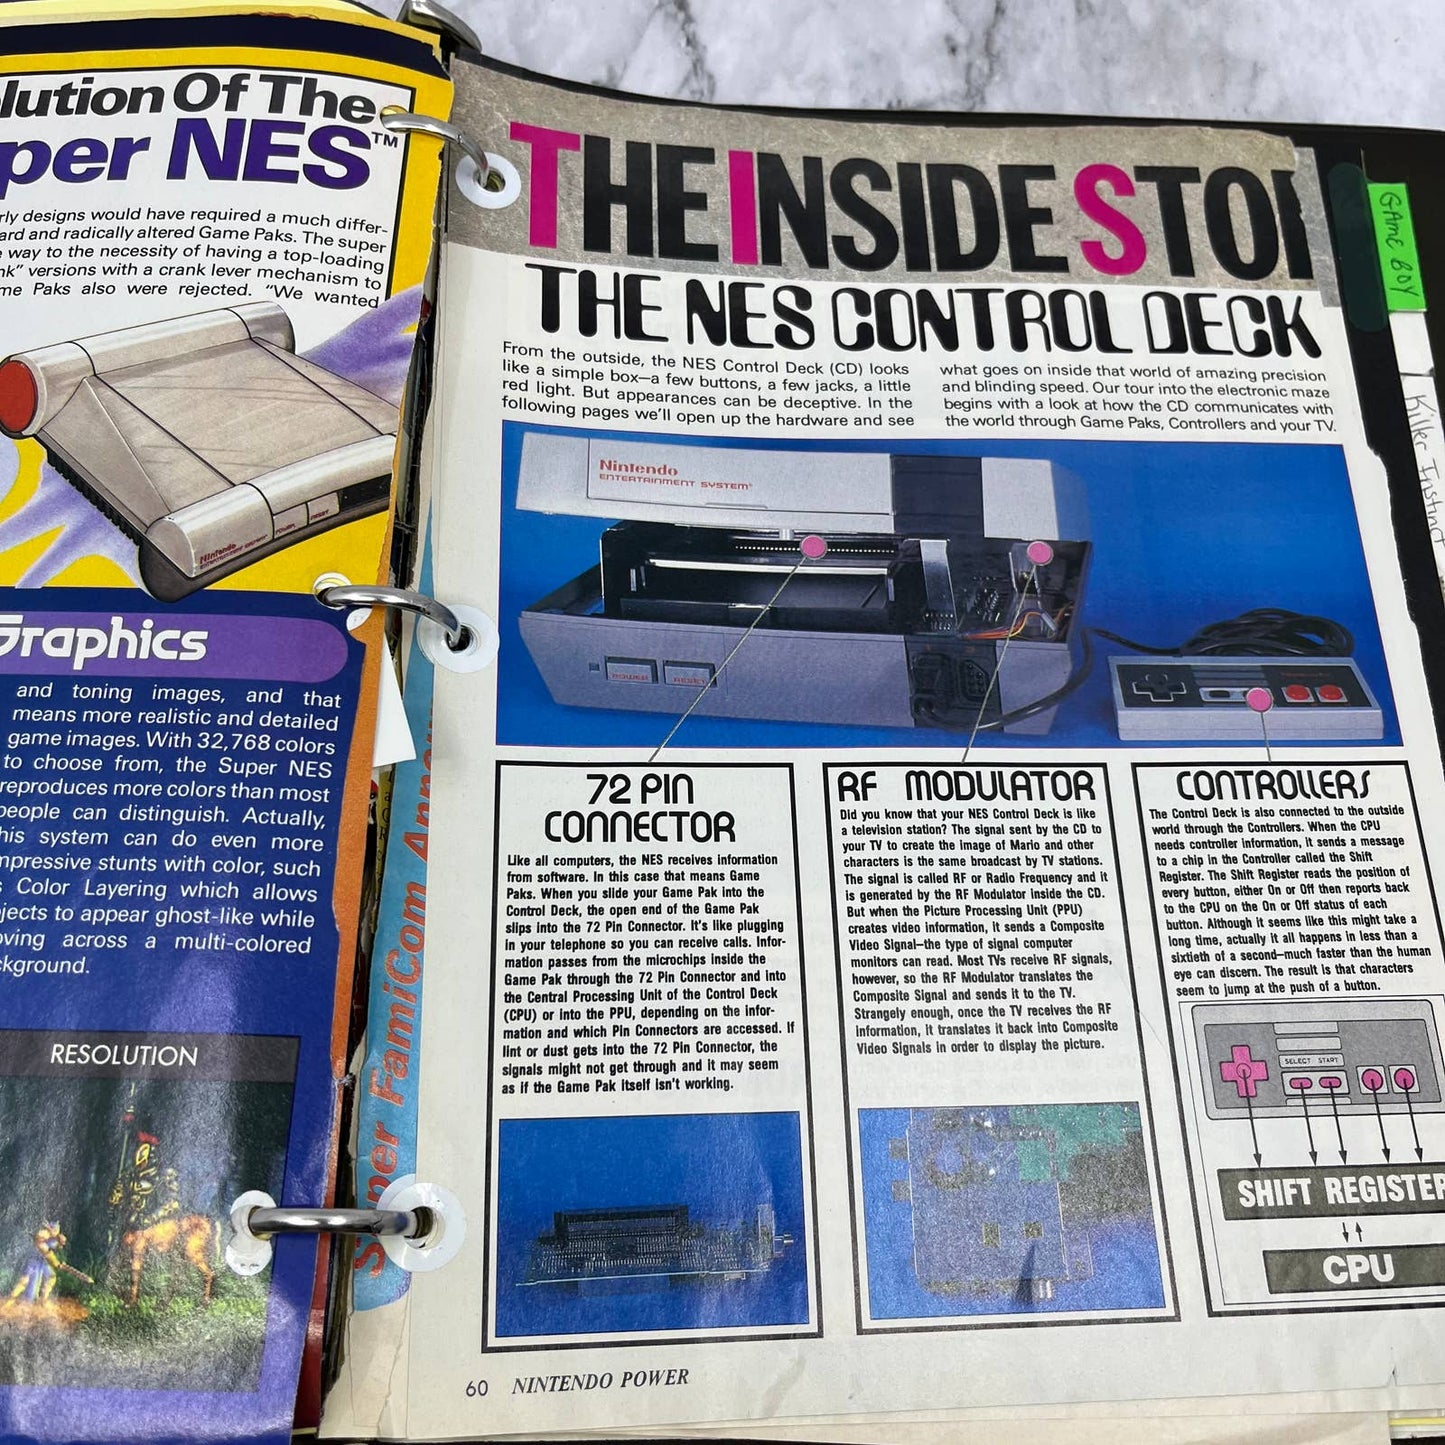 lution Of The
per NES™
rly designs would have required a much differ-
ard and radically altered Game Paks. The super
way to the necessity of having a top-loading
nk" versions with a crank lever mechanism to
me Paks also were rejected. "We wanted
Nintendo
POWER
RESET
Graphics
and toning images, and that
means more realistic and detailed
game images. With 32,768 colors
to choose from, the Super NES
reproduces more colors than most
people can distinguish. Actually,
his system can do even more
mpressive stunts with color, such
Color Layering which allows
jects to appear ghost-like while
oving across a multi-colored
ckground.
RESOLUTION
Super FamiCom Annou
THE INSIDE STOR
THE NES CONTROL DECK
From the outside, the NES Control Deck (CD) looks
like a simple box—a few buttons, a few jacks, a little
red light. But appearances can be deceptive. In the
following pages we'll open up the hardware and see
what goes on inside that world of amazing precision
and blinding speed. Our tour into the electronic maze
begins with a look at how the CD communicates with
the world through Game Paks, Controllers and your TV.
Nintendo
ENTERTAINMENT SYSTEM
POWER
RESET
72 PIN
CONNECTOR
Like all computers, the NES receives information
from software. In this case that means Game
Paks. When you slide your Game Pak into the
Control Deck, the open end of the Game Pak
slips into the 72 Pin Connector. It's like plugging
in your telephone so you can receive calls. Infor-
mation passes from the microchips inside the
Game Pak through the 72 Pin Connector and into
the Central Processing Unit of the Control Deck
(CPU) or into the PPU, depending on the infor-
mation and which Pin Connectors are accessed. If
lint or dust gets into the 72 Pin Connector, the
signals might not get through and it may seem
as if the Game Pak itself isn't working.
RF MODULATOR
Did you know that your NES Control Deck is like
a television station? The signal sent by the CD to
your TV to create the image of Mario and other
characters is the same broadcast by TV stations.
The signal is called RF or Radio Frequency and it
is generated by the RF Modulator inside the CD.
But when the Picture Processing Unit (PPU)
creates video information, it sends a Composite
Video Signal—the type of signal computer
monitors can read. Most TVs receive RF signals,
however, so the RF Modulator translates the
Composite Signal and sends it to the TV.
Strangely enough, once the TV receives the RF
information, it translates it back into Composite
Video Signals in order to display the picture.
CONTROLLERS
The Control Deck is also connected to the outside
world through the Controllers. When the CPU
needs controller information, it sends a message
to a chip in the Controller called the Shift
Register. The Shift Register reads the position of
every button, either On or Off then reports back
to the CPU on the On or Off status of each
button. Although it seems like this might take a
long time, actually it all happens in less than a
sixtieth of a second—much faster than the human
eye can discern. The result is that characters
seem to jump at the push of a button.
SELECT START
SHIFT REGISTER
CPU
60 NINTENDO POWER
GAME BOY
Killer Instinct